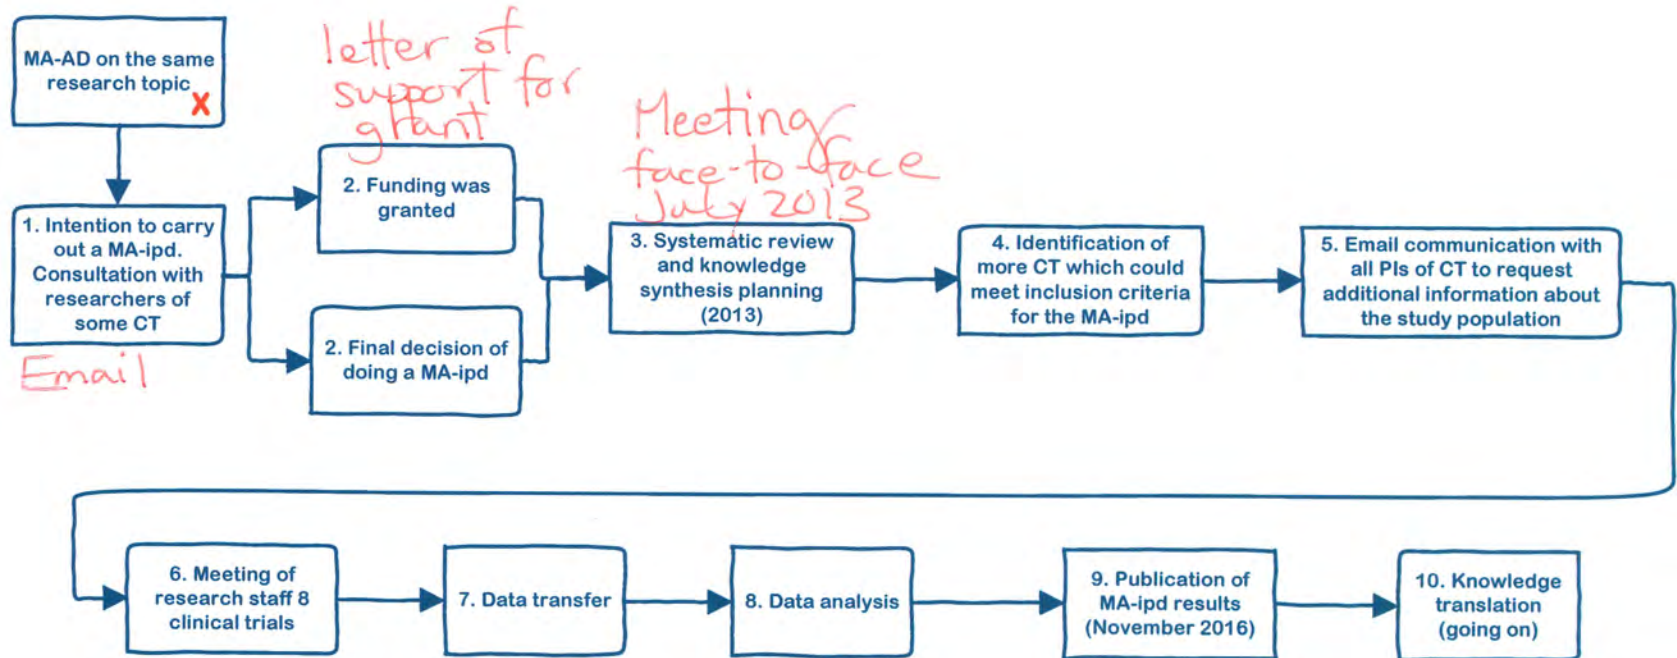 MA-AD on the same
research topic
X
letter of
support for
grant
Meeting
face-to-face
July 2013
1. Intention to carry
out a MA-ipd.
Consultation with
researchers of
some CT
Email
2. Funding was
granted
2. Final decision of
doing a MA-ipd
3. Systematic review
and knowledge
synthesis planning
(2013)
4. Identification of
more CT which could
meet inclusion criteria
for the MA-ipd
5. Email communication with
all PIs of CT to request
additional information about
the study population
6. Meeting of
research staff 8
clinical trials
7. Data transfer
8. Data analysis
9. Publication of
MA-ipd results
(November 2016)
10. Knowledge
translation
(going on)